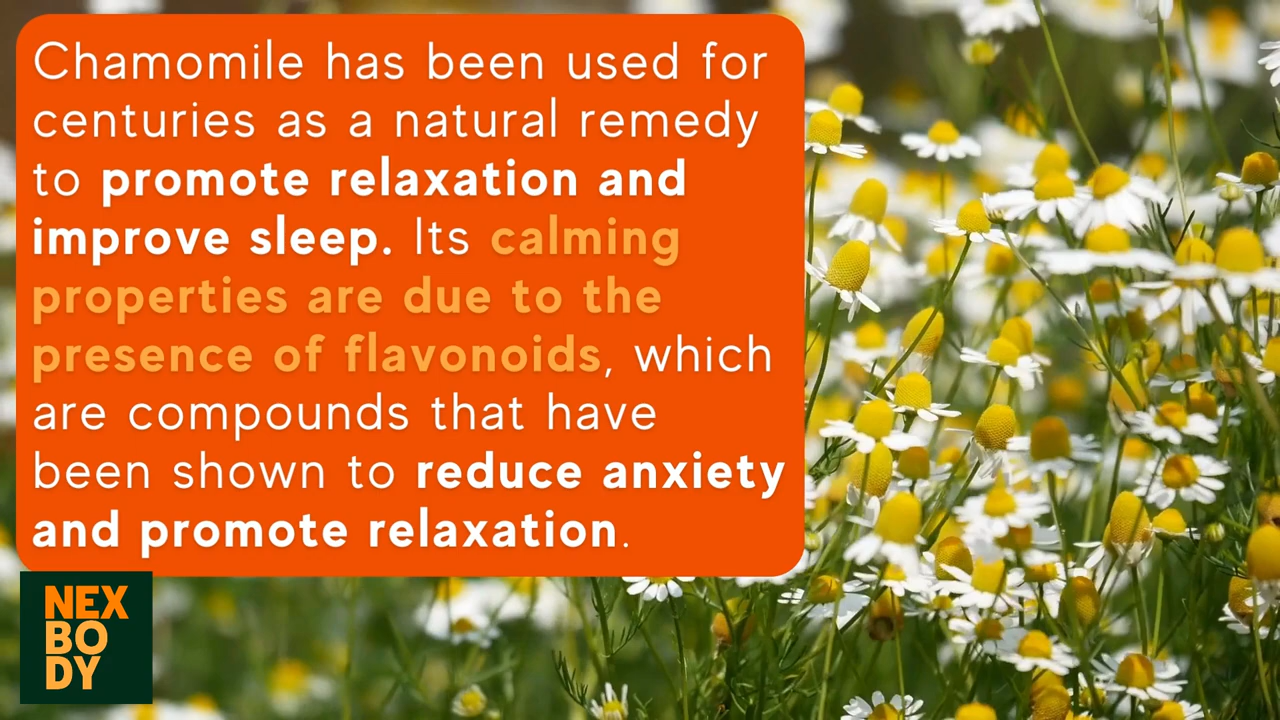 Chamomile has been used for
centuries as a natural remedy
to promote relaxation and
improve sleep. Its calming
properties are due to the
presence of flavonoids, which
are compounds that have
been shown to reduce anxiety
and promote relaxation.
NEX
BO
DY